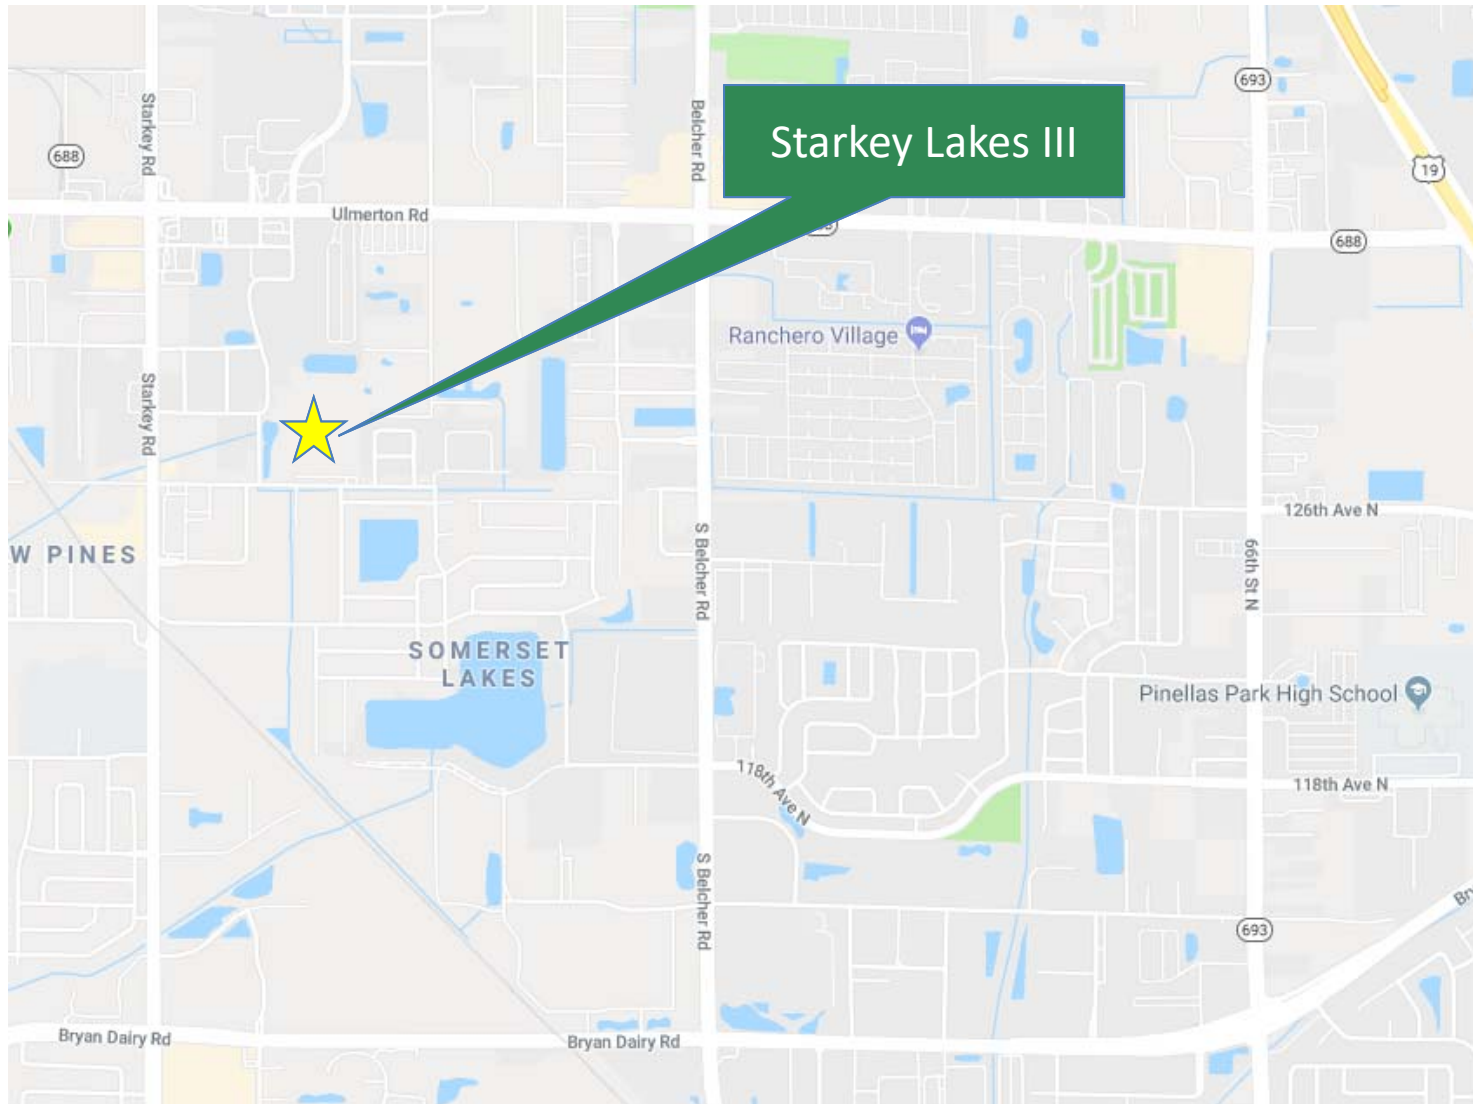 693
Starkey Rd
Belcher Rd
Starkey Lakes III
688
19
Ulmerton Rd
688
Ranchero Village
Starkey Rd
126th Ave N
W PINES
S Belcher Rd
66th St N
SOMERSET
LAKES
Pinellas Park High School
118th Ave N
118th Ave N
S Belcher Rd
693
Bryan Dairy Rd
Bryan Dairy Rd